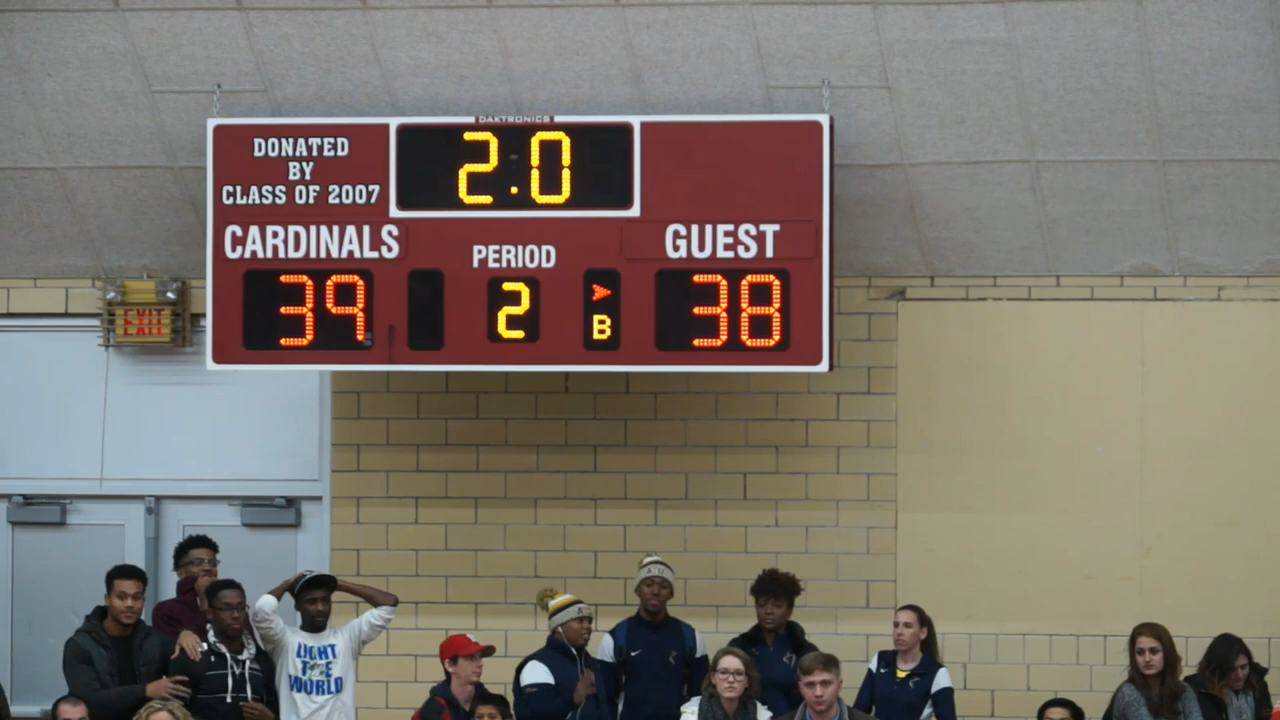 DAKTRONICS
DONATED
BY
CLASS OF 2007
2.0
CARDINALS
PERIOD
GUEST
39
2
B
38
EXIT
LIGHT
THE
WORLD